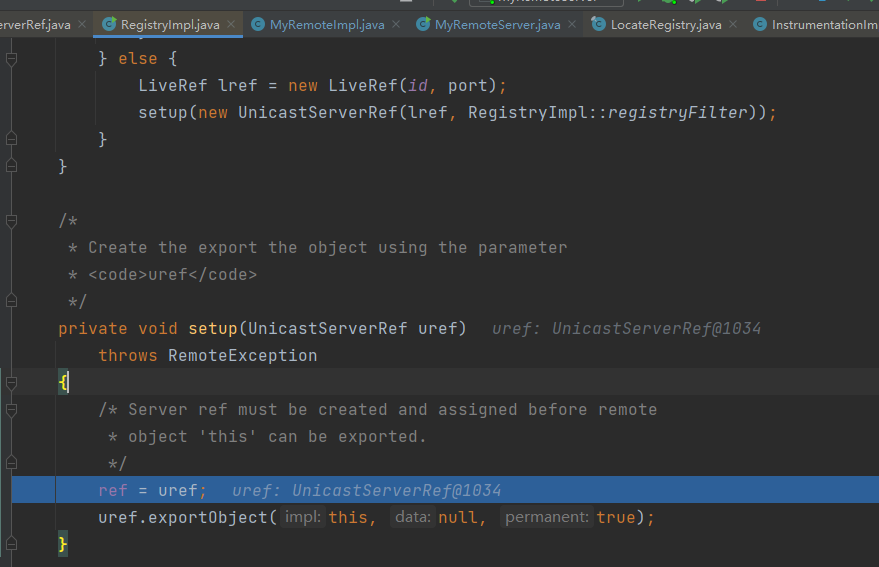 erverRef.java × RegistryImpl.java × MyRemoteImpl.java × MyRemoteServer.java × LocateRegistry.java × InstrumentationIm
} else {
LiveRef lref = new LiveRef(id, port);
setup(new UnicastServerRef(lref, RegistryImpl::registryFilter));
}
}
/*
* Create the export the object using the parameter
* <code>uref</code>
*/
private void setup(UnicastServerRef uref) uref: UnicastServerRef@1034
throws RemoteException
{
/* Server ref must be created and assigned before remote
* object 'this' can be exported.
*/
ref = uref; uref: UnicastServerRef@1034
uref.exportObject( impl: this, data: null, permanent: true);
}